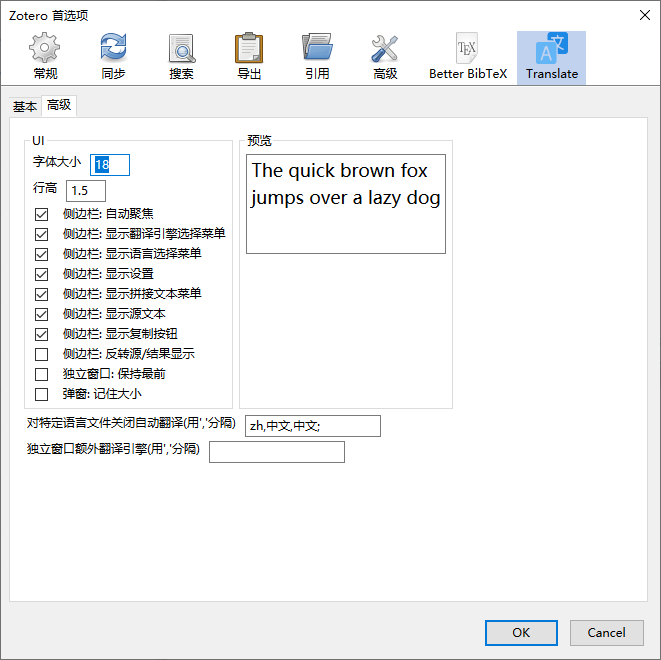 Zotero 首选项
常规 同步 搜索 导出 引用 高级 Better BibTeX Translate
基本 高级
UI
字体大小 18
行高 1.5
侧边栏: 自动聚焦
侧边栏: 显示翻译引擎选择菜单
侧边栏: 显示语言选择菜单
侧边栏: 显示设置
侧边栏: 显示拼接文本菜单
侧边栏: 显示源文本
侧边栏: 显示复制按钮
侧边栏: 反转源/结果显示
独立窗口: 保持最前
弹窗: 记住大小
预览
The quick brown fox
jumps over a lazy dog
对特定语言文件关闭自动翻译(用','分隔) zh,中文,中文;
独立窗口额外翻译引擎(用','分隔)
OK Cancel